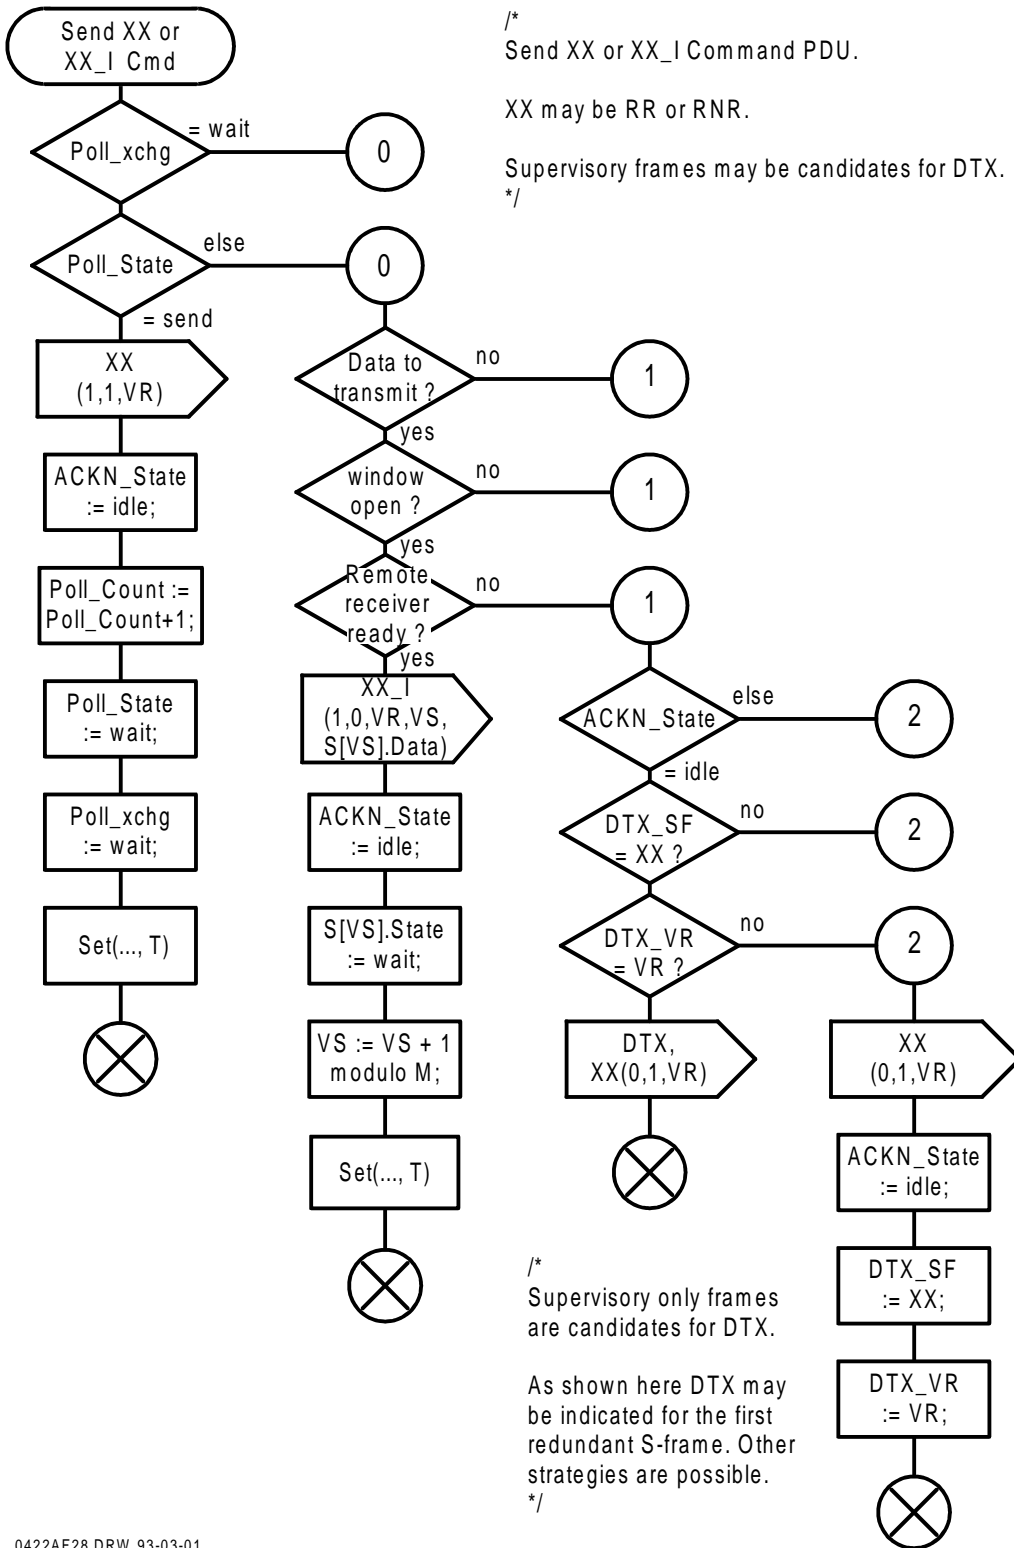 Send XX or
XX_I Cmd
/*
Send XX or XX_I Command PDU.
XX may be RR or RNR.
Supervisory frames may be candidates for DTX.
*/
Poll_xchg
= wait
0
Poll_State
else
0
= send
XX
(1,1,VR)
ACKN_State
:= idle;
Poll_Count :=
Poll_Count+1;
Poll_State
:= wait;
Poll_xchg
:= wait;
Set(..., T)
Data to
transmit ?
no
1
yes
window
open ?
no
1
yes
Remote
receiver
ready ?
no
1
yes
XX_I
(1,0,VR,VS,
S[VS].Data)
ACKN_State
:= idle;
S[VS].State
:= wait;
VS := VS + 1
modulo M;
Set(..., T)
ACKN_State
else
2
= idle
DTX_SF
= XX ?
no
2
DTX_VR
= VR ?
no
2
DTX,
XX(0,1,VR)
XX
(0,1,VR)
ACKN_State
:= idle;
DTX_SF
:= XX;
DTX_VR
:= VR;
/*
Supervisory only frames
are candidates for DTX.
As shown here DTX may
be indicated for the first
redundant S-frame. Other
strategies are possible.
*/
0422AF28.DRW 93-03-01